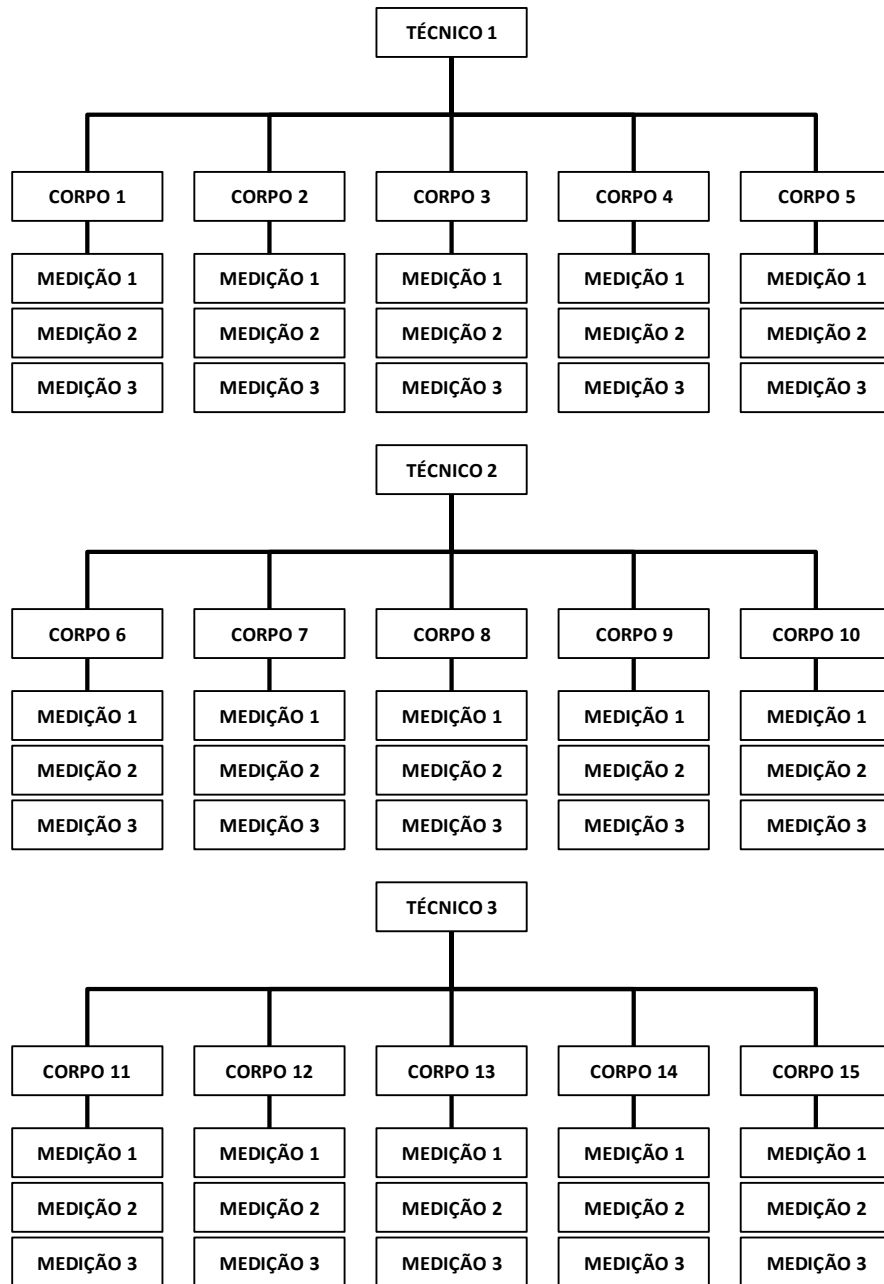 TÉCNICO 1
CORPO 1 CORPO 2 CORPO 3 CORPO 4 CORPO 5
MEDIÇÃO 1 MEDIÇÃO 1 MEDIÇÃO 1 MEDIÇÃO 1 MEDIÇÃO 1
MEDIÇÃO 2 MEDIÇÃO 2 MEDIÇÃO 2 MEDIÇÃO 2 MEDIÇÃO 2
MEDIÇÃO 3 MEDIÇÃO 3 MEDIÇÃO 3 MEDIÇÃO 3 MEDIÇÃO 3
TÉCNICO 2
CORPO 6 CORPO 7 CORPO 8 CORPO 9 CORPO 10
MEDIÇÃO 1 MEDIÇÃO 1 MEDIÇÃO 1 MEDIÇÃO 1 MEDIÇÃO 1
MEDIÇÃO 2 MEDIÇÃO 2 MEDIÇÃO 2 MEDIÇÃO 2 MEDIÇÃO 2
MEDIÇÃO 3 MEDIÇÃO 3 MEDIÇÃO 3 MEDIÇÃO 3 MEDIÇÃO 3
TÉCNICO 3
CORPO 11 CORPO 12 CORPO 13 CORPO 14 CORPO 15
MEDIÇÃO 1 MEDIÇÃO 1 MEDIÇÃO 1 MEDIÇÃO 1 MEDIÇÃO 1
MEDIÇÃO 2 MEDIÇÃO 2 MEDIÇÃO 2 MEDIÇÃO 2 MEDIÇÃO 2
MEDIÇÃO 3 MEDIÇÃO 3 MEDIÇÃO 3 MEDIÇÃO 3 MEDIÇÃO 3